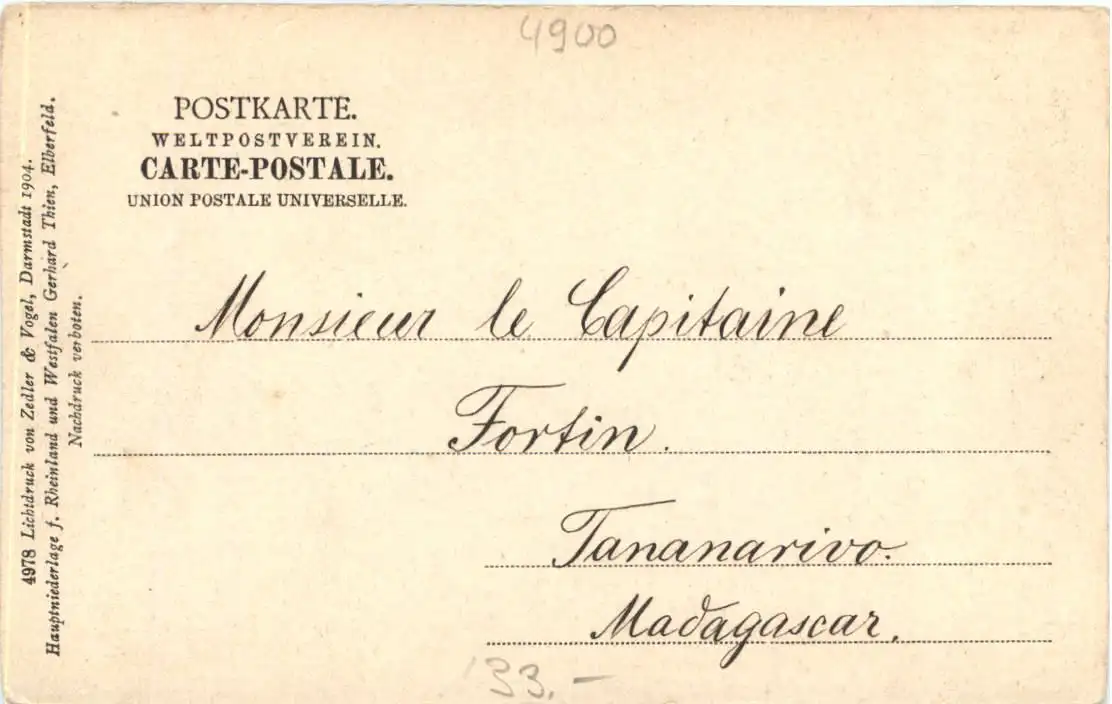 4900
POSTKARTE.
WELTPOSTVEREIN.
CARTE-POSTALE.
UNION POSTALE UNIVERSELLE.
Monsieur le Capitaine
Fortin.
Tananarivo.
Madagascar.
33.-
4978 Lichtdruck von Zedler & Vogel, Darmstadt 1904.
Hauptniederlage f. Rheinland und Westfalen Gerhard Thien, Elberfeld.
Nachdruck verboten.